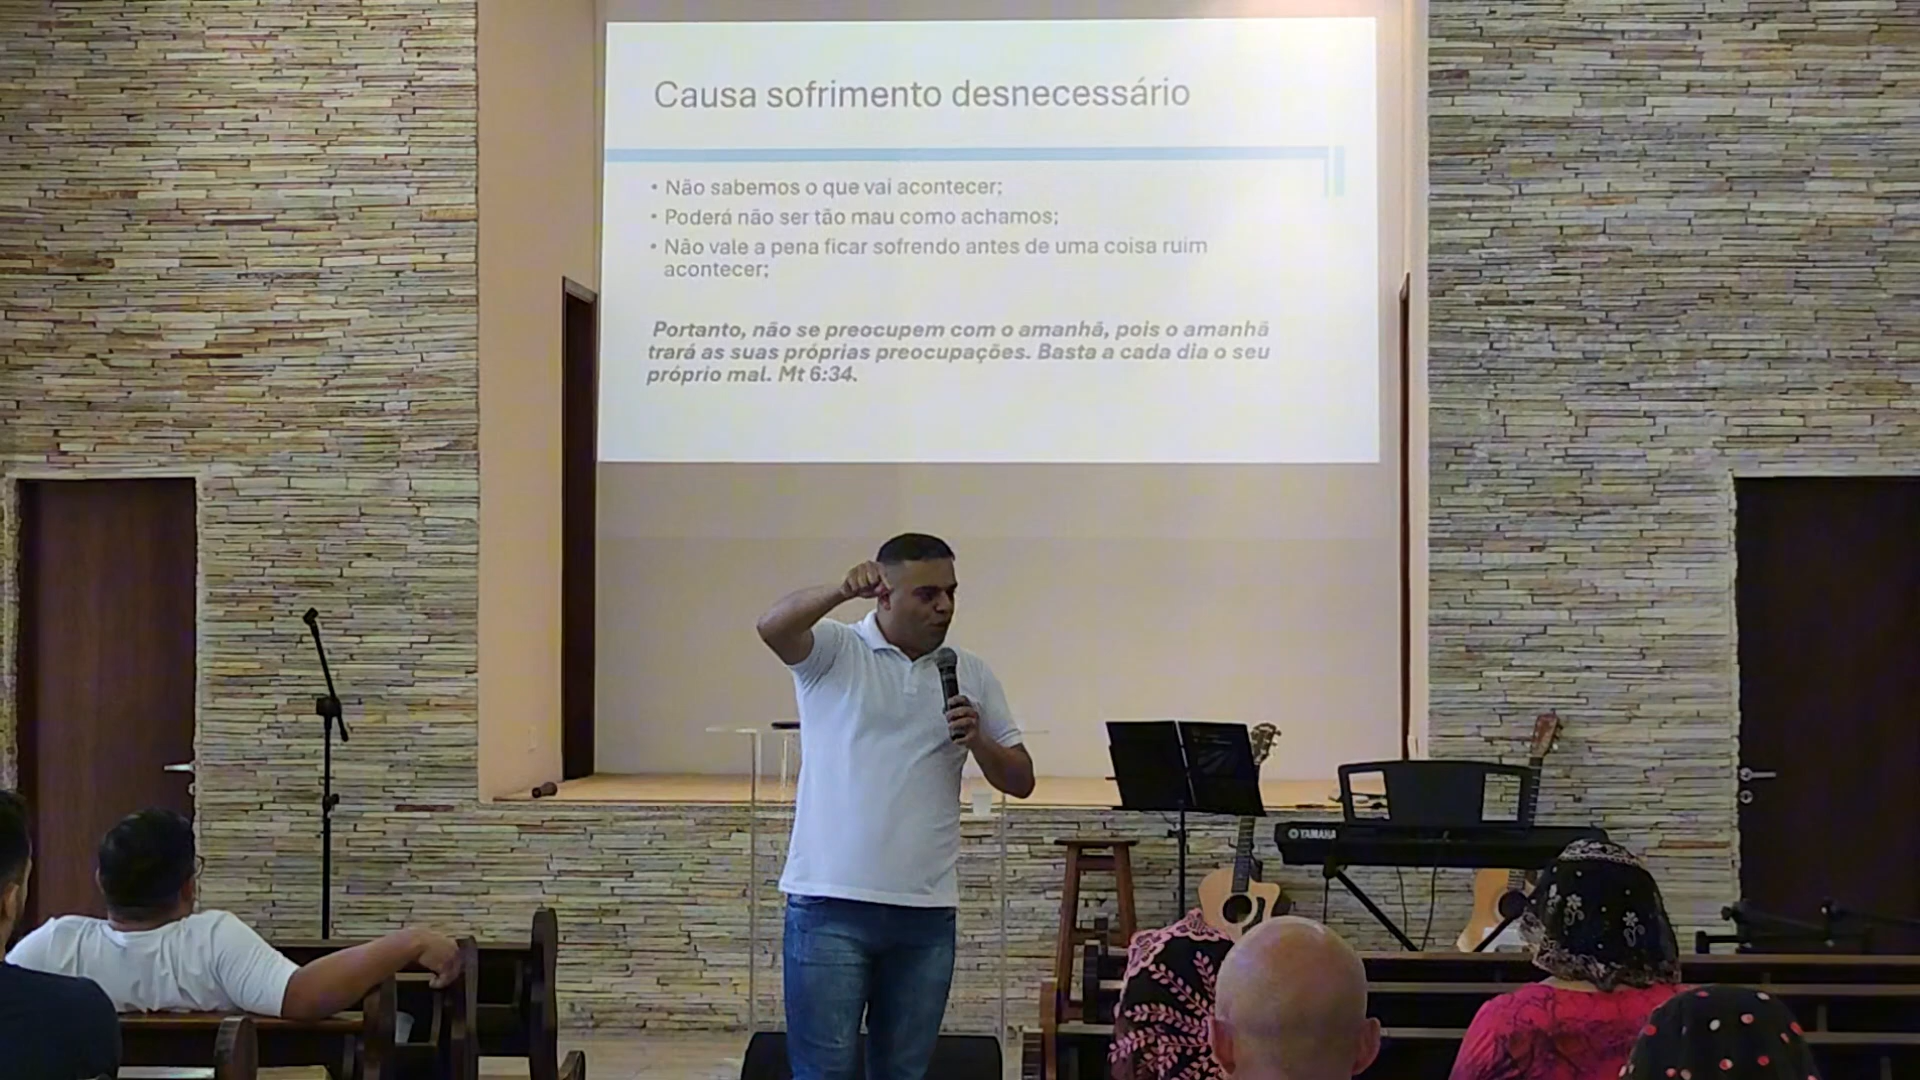 Causa sofrimento desnecessário
• Não sabemos o que vai acontecer;
• Poderá não ser tão mau como achamos;
• Não vale a pena ficar sofrendo antes de uma coisa ruim
acontecer;
Portanto, não se preocupem com o amanhã, pois o amanhã
trará as suas próprias preocupações. Basta a cada dia o seu
próprio mal. Mt 6:34.
YAMAHA